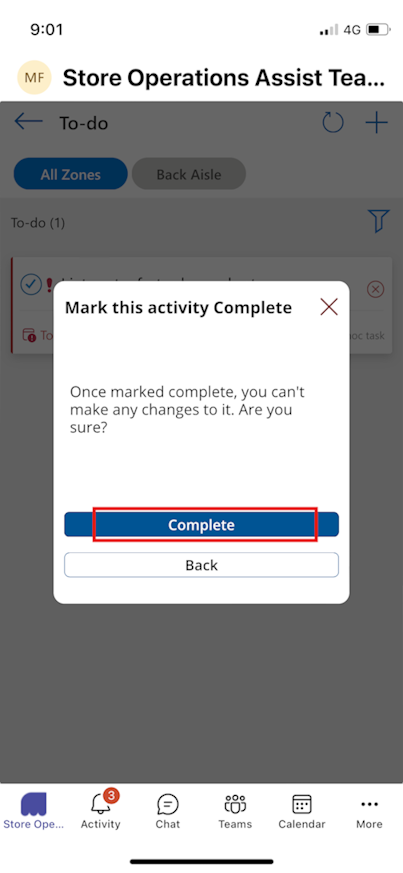 9:01
4G
MF
Store Operations Assist Tea...
To-do
All Zones
Back Aisle
To-do (1)
Mark this activity Complete
To
oc task
Once marked complete, you can't
make any changes to it. Are you
sure?
Complete
Back
3
Store Ope...
Activity
Chat
Teams
Calendar
More